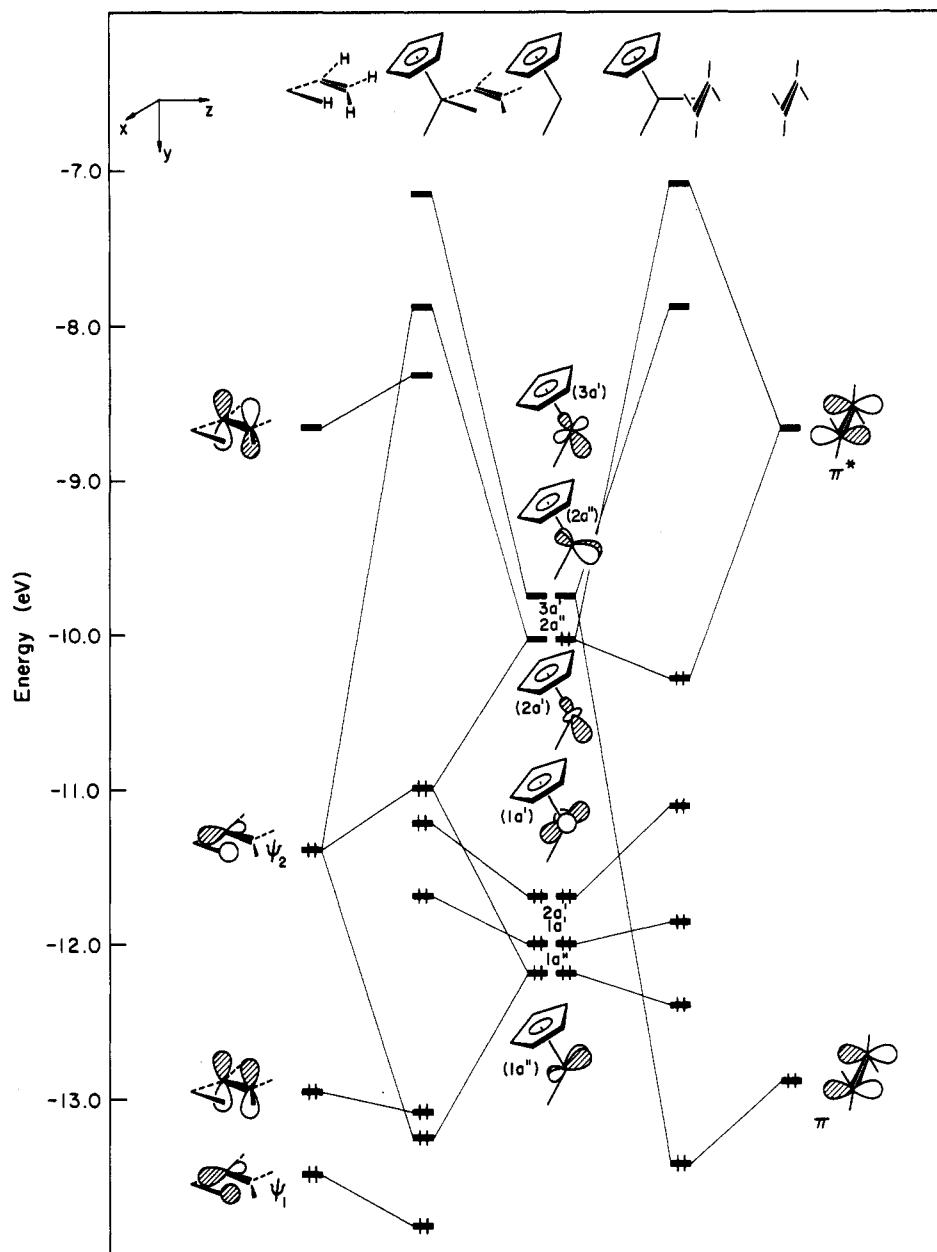 H
H
H
H
x
z
y
-7.0
-8.0
-9.0
-10.0
-11.0
-12.0
-13.0
Energy (eV)
(3a')
π*
(2a'')
3a'
2a''
(2a')
(1a')
ψ2
2a'
1a'
1a''
(1a'')
π
ψ1